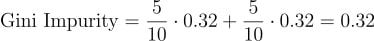 Gini Impurity = 5/10 · 0.32 + 5/10 · 0.32 = 0.32